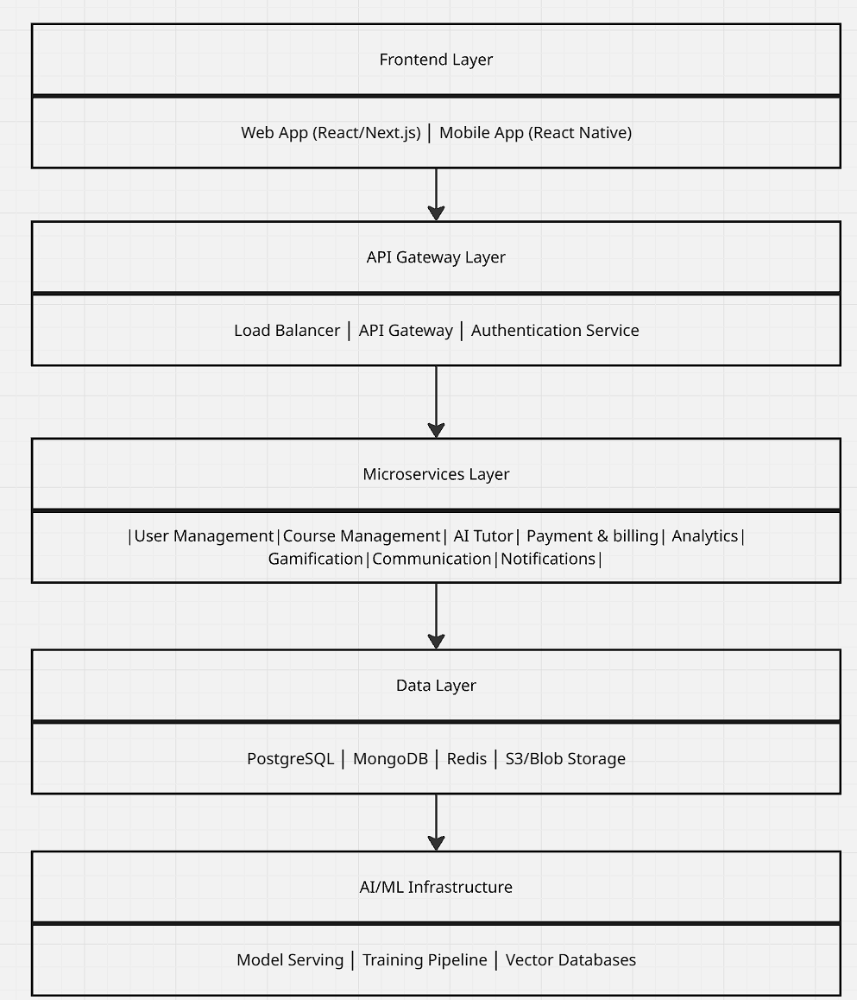 Frontend Layer
Web App (React/Next.js) │ Mobile App (React Native)
API Gateway Layer
Load Balancer │ API Gateway │ Authentication Service
Microservices Layer
|User Management|Course Management| AI Tutor| Payment & billing| Analytics|
Gamification|Communication|Notifications|
Data Layer
PostgreSQL │ MongoDB │ Redis │ S3/Blob Storage
AI/ML Infrastructure
Model Serving │ Training Pipeline │ Vector Databases